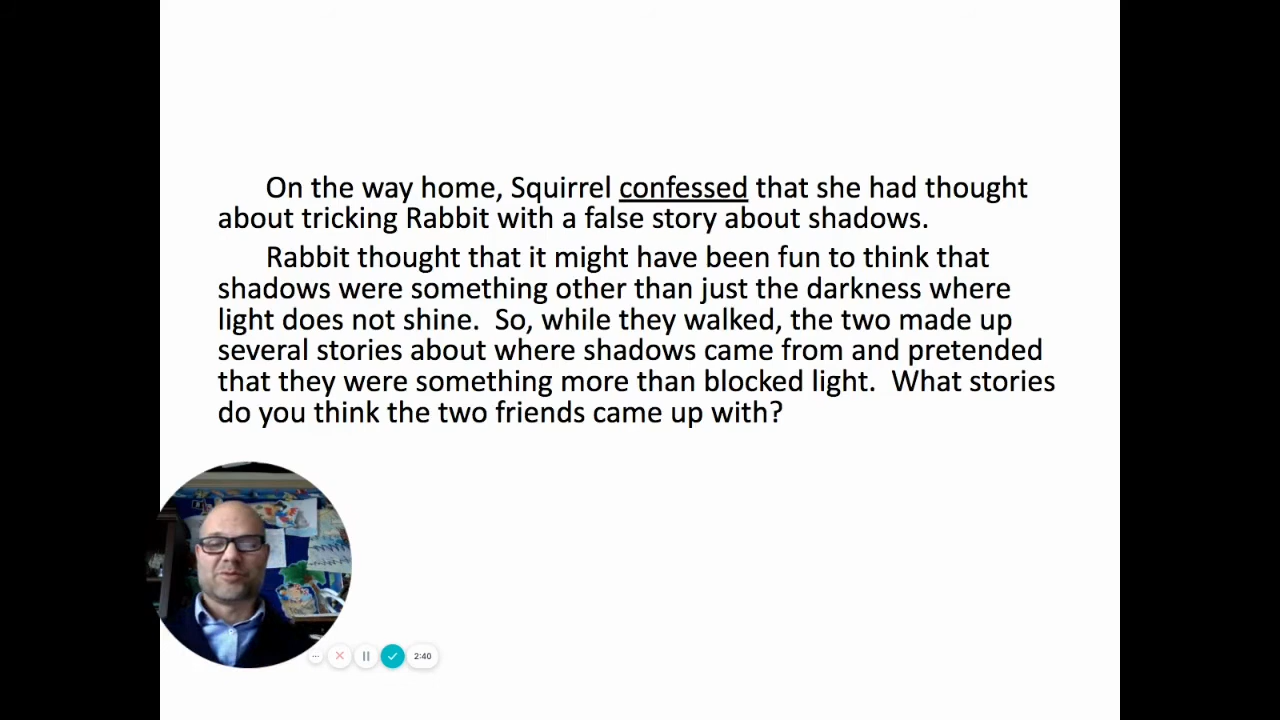 On the way home, Squirrel confessed that she had thought
about tricking Rabbit with a false story about shadows.
Rabbit thought that it might have been fun to think that
shadows were something other than just the darkness where
light does not shine.  So, while they walked, the two made up
several stories about where shadows came from and pretended
that they were something more than blocked light.  What stories
do you think the two friends came up with?
2:40